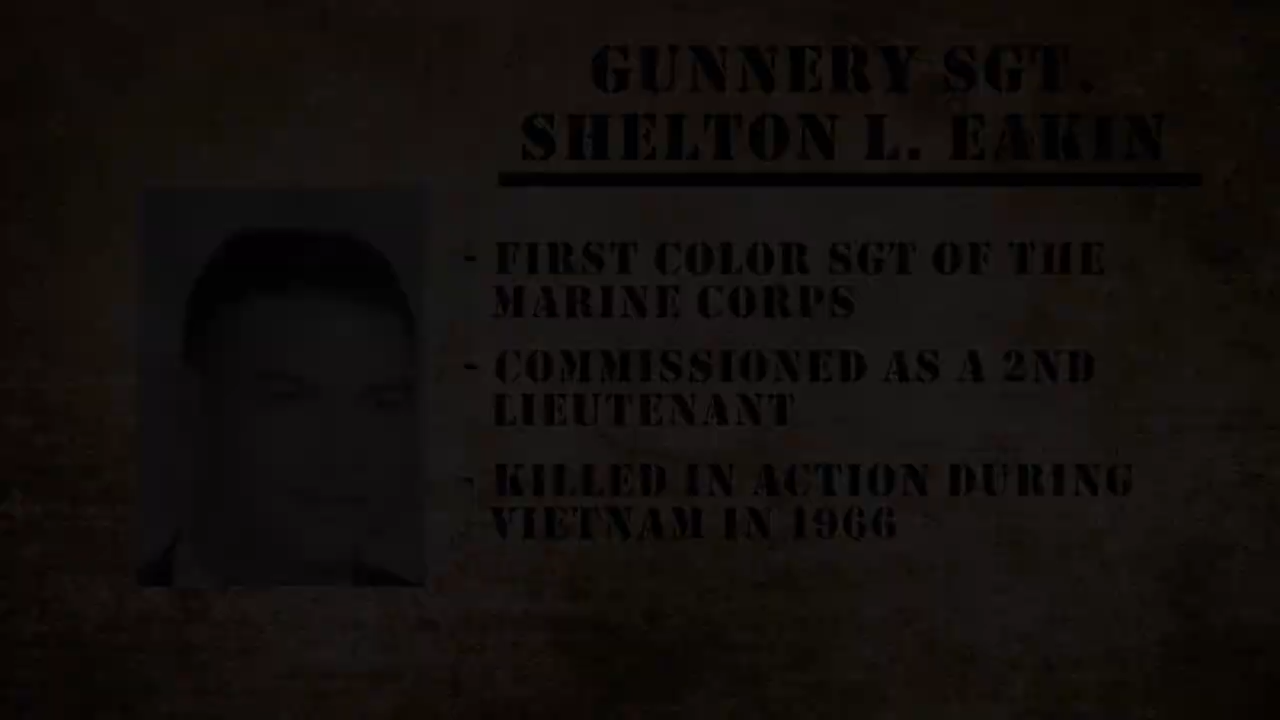 GUNNERY SGT.
SHELTON L. EAKIN
- FIRST COLOR SGT OF THE
MARINE CORPS
- COMMISSIONED AS A 2ND
LIEUTENANT
- KILLED IN ACTION DURING
VIETNAM IN 1966